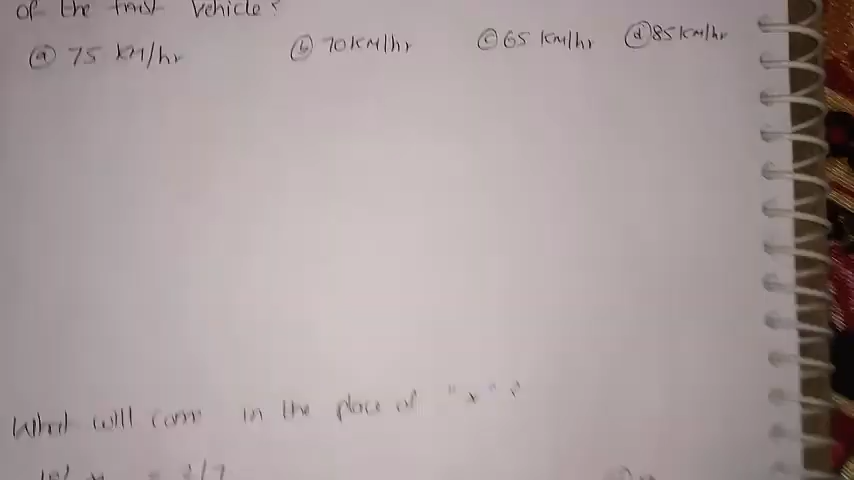 of the first vehicle?
ⓐ 75 KM/hr ⓑ 70 KM/hr ⓒ 65 KM/hr ⓓ 85 KM/hr
What will come in the place of "x" ?